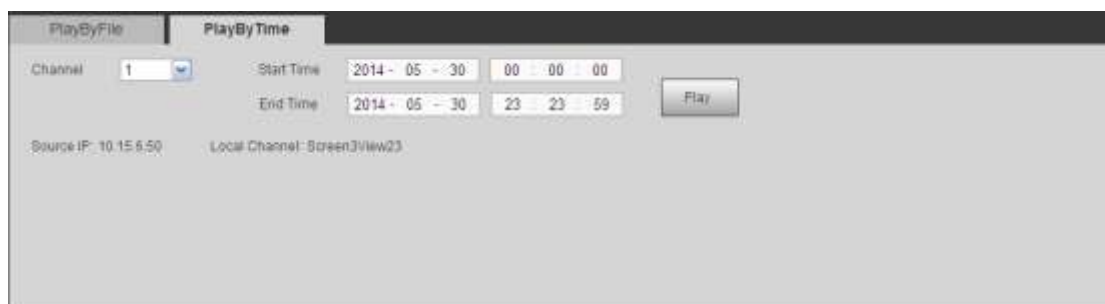 PlayByFile PlayByTime
Channel 1 Start Time 2014 - 05 - 30 00 : 00 : 00
End Time 2014 - 05 - 30 23 : 23 : 59
Play
Source IP: 10.15.6.50 Local Channel: Screen3View23